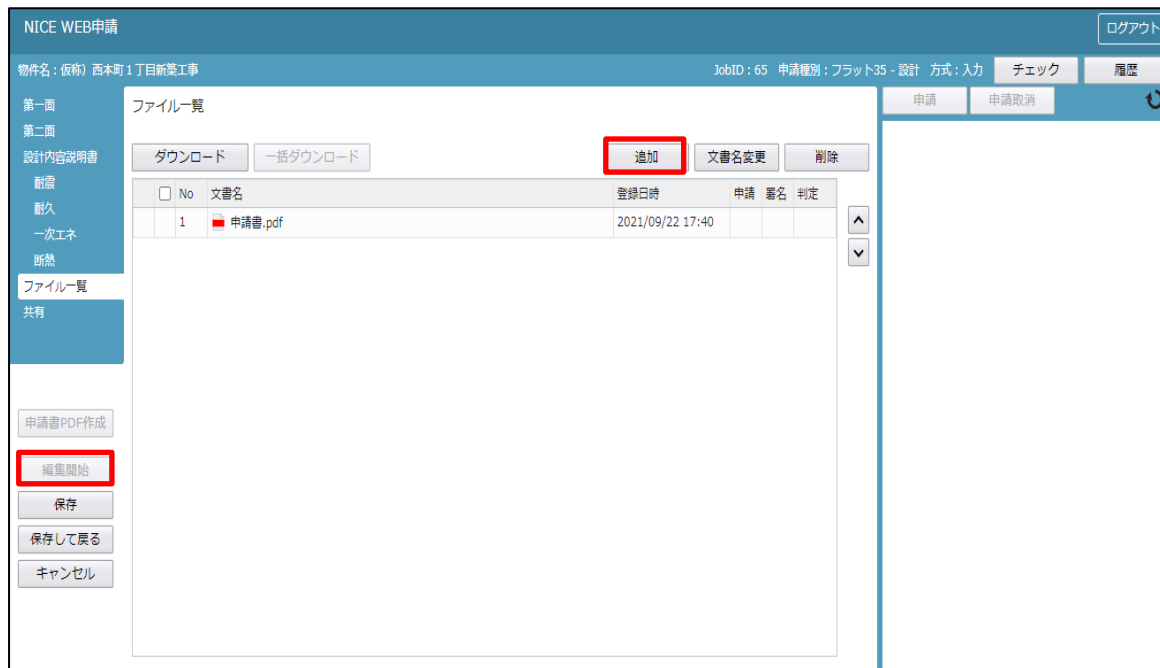 NICE WEB申請
ログアウト
物件名：仮称）西本町１丁目新築工事
JobID：65 申請種別：フラット35 - 設計 方式：入力
チェック
履歴
第一面
第二面
設計内容説明書
耐震
耐久
一次エネ
断熱
ファイル一覧
共有
申請書PDF作成
編集開始
保存
保存して戻る
キャンセル
ファイル一覧
ダウンロード
一括ダウンロード
追加
文書名変更
削除
No 文書名 登録日時 申請 署名 判定
1 申請書.pdf 2021/09/22 17:40
申請
申請取消